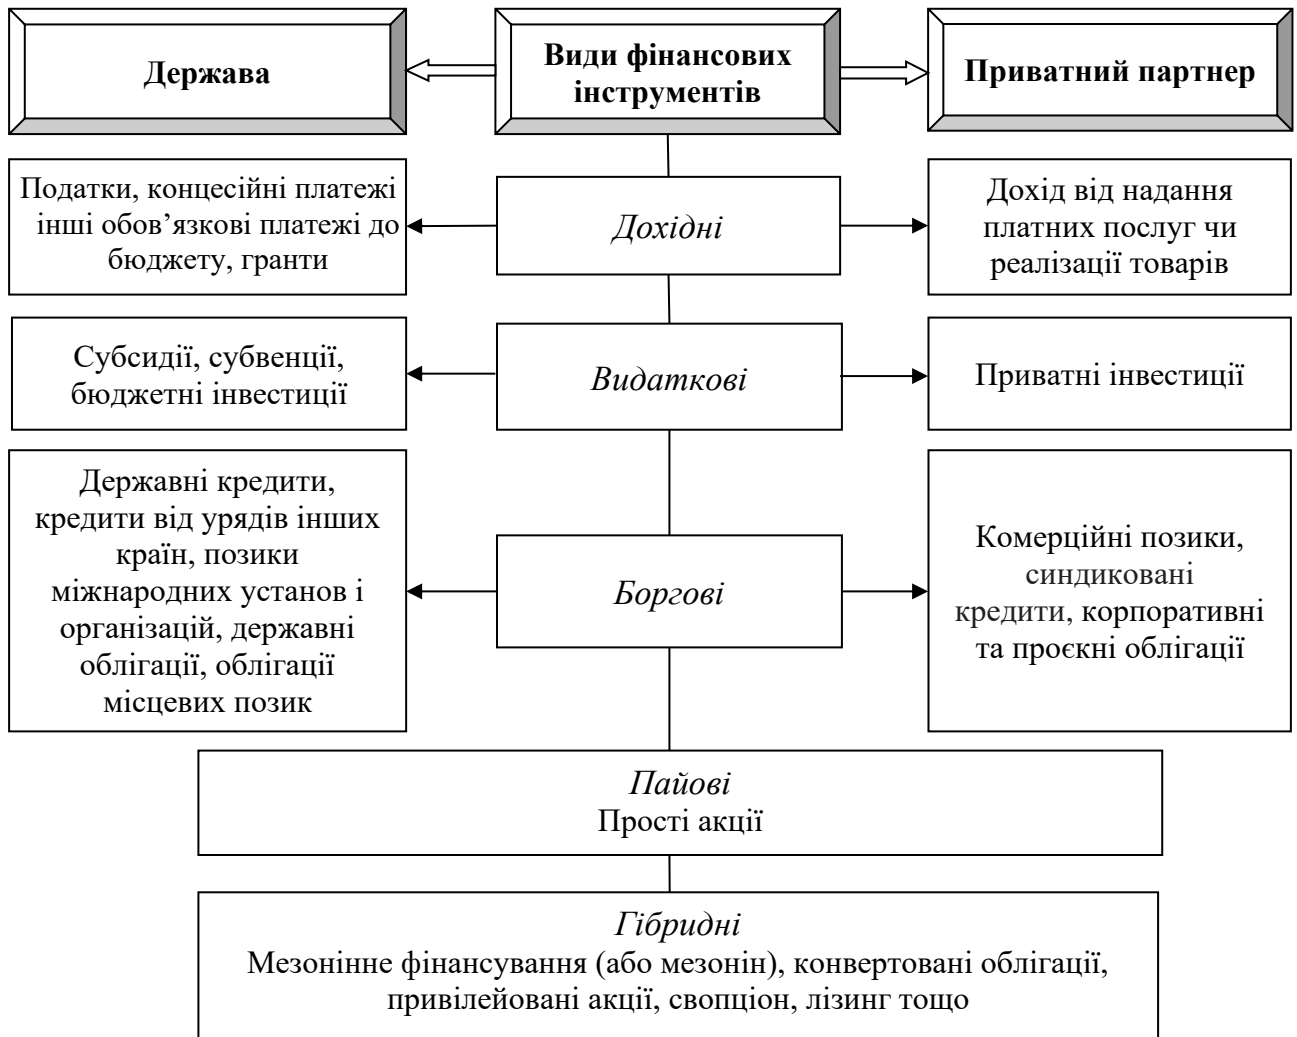 Держава
Види фінансових
інструментів
Приватний партнер
Податки, концесійні платежі
інші обов’язкові платежі до
бюджету, гранти
Дохідні
Дохід від надання
платних послуг чи
реалізації товарів
Субсидії, субвенції,
бюджетні інвестиції
Видаткові
Приватні інвестиції
Державні кредити,
кредити від урядів інших
країн, позики
міжнародних установ і
організацій, державні
облігації, облігації
місцевих позик
Боргові
Комерційні позики,
синдиковані
кредити, корпоративні
та проєкні облігації
Пайові
Прості акції
Гібридні
Мезонінне фінансування (або мезонін), конвертовані облігації,
привілейовані акції, свопціон, лізинг тощо